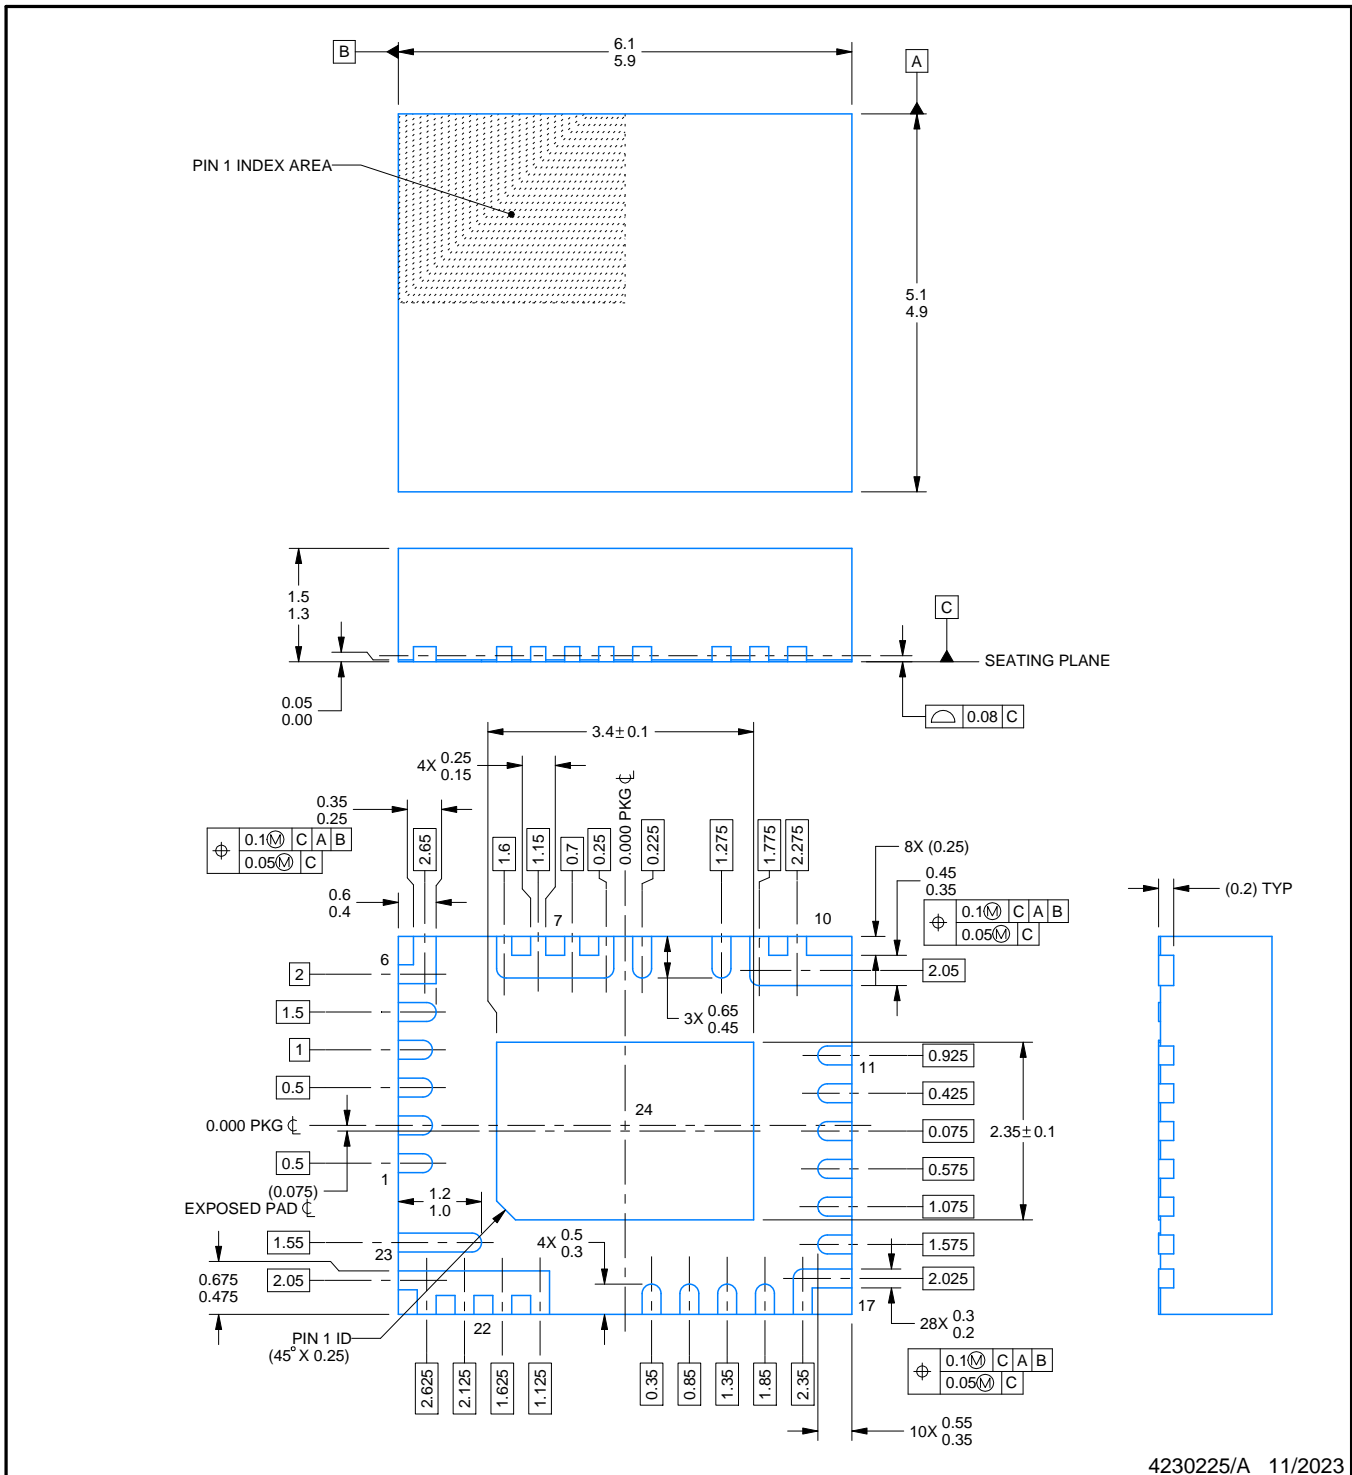 B
6.1
5.9
A
PIN 1 INDEX AREA
5.1
4.9
1.5
1.3
C
SEATING PLANE
0.05
0.00
0.08 C
3.4±0.1
4X 0.25
0.15
0.35
0.25
0.1Ⓜ C A B
0.05Ⓜ C
0.6
0.4
2.65
1.6
1.15
0.7
0.25
0.000 PKG ℄
0.225
1.275
1.775
2.275
8X (0.25)
0.45
0.35
0.1Ⓜ C A B
0.05Ⓜ C
(0.2) TYP
7
10
6
2
2.05
1.5
3X 0.65
0.45
1
0.925
11
0.5
0.425
24
0.000 PKG ℄
0.075
2.35±0.1
0.5
0.575
1
(0.075)
EXPOSED PAD ℄
1.2
1.0
1.075
1.55
23
4X 0.5
0.3
1.575
0.675
0.475
2.05
2.025
17
22
28X 0.3
0.2
PIN 1 ID
(45° X 0.25)
0.1Ⓜ C A B
0.05Ⓜ C
2.625
2.125
1.625
1.125
0.35
0.85
1.35
1.85
2.35
10X 0.55
0.35
4230225/A 11/2023